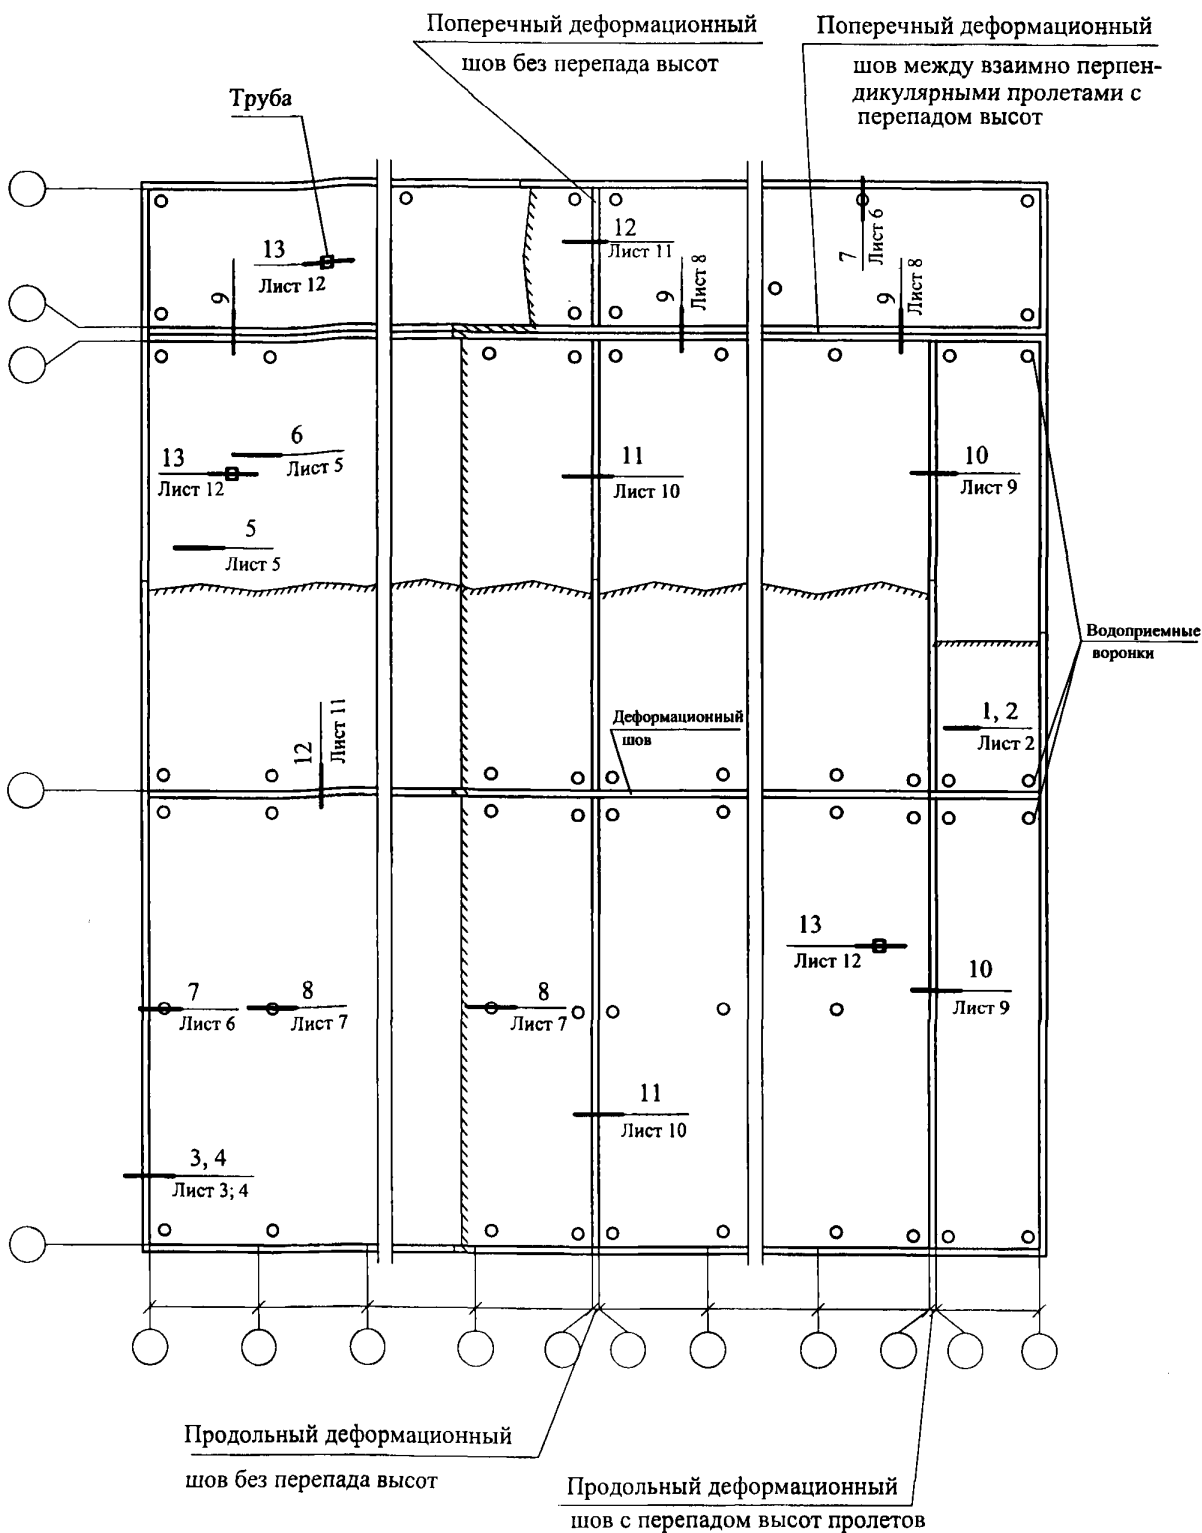 Поперечный деформационный
шов без перепада высот
Поперечный деформационный
шов между взаимно перпен-
дикулярными пролетами с
перепадом высот
Труба
13
Лист 12
9
12
Лист 11
9
Лист 8
7
Лист 6
9
Лист 8
13
Лист 12
6
Лист 5
5
Лист 5
11
Лист 10
10
Лист 9
Водоприемные
воронки
12
Лист 11
Деформационный
шов
1, 2
Лист 2
13
Лист 12
7
Лист 6
8
Лист 7
8
Лист 7
10
Лист 9
11
Лист 10
3, 4
Лист 3; 4
Продольный деформационный
шов без перепада высот
Продольный деформационный
шов с перепадом высот пролетов